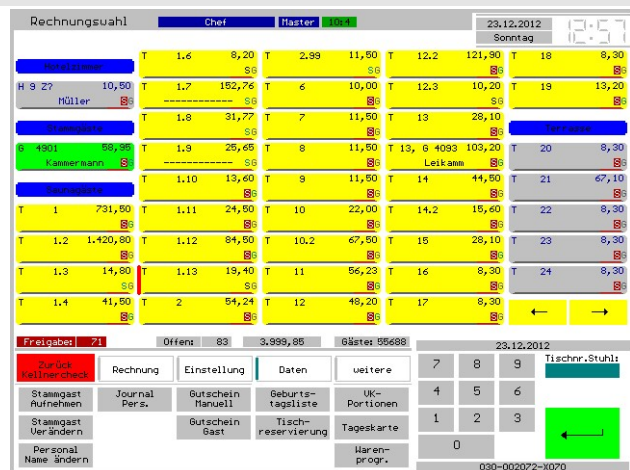 Rechnungsuahl
Chef
Master
10:4
23.12.2012
Sonntag
12:57
Hotelzimmer
H 9 Z? 10,50
Müller SG
Stammgäste
G 4901 58,95
Kammermann SG
Saunagäste
T 1 731,50
SG
T 1.2 1.420,80
SG
T 1.3 14,80
SG
T 1.4 41,50
SG
T 1.6 8,20
SG
T 1.7 152,76
------------ SG
T 1.8 31,77
SG
T 1.9 25,65
------------ SG
T 1.10 13,60
SG
T 1.11 24,50
SG
T 1.12 84,50
SG
T 1.13 19,40
SG
T 2 54,24
SG
T 2.99 11,50
SG
T 6 10,00
SG
T 7 11,50
SG
T 8 11,50
SG
T 9 11,50
SG
T 10 22,00
SG
T 10.2 67,50
SG
T 11 56,23
SG
T 12 48,20
SG
T 12.2 121,90
SG
T 12.3 10,20
SG
T 13 28,10
SG
T 13, G 4093 103,20
Leikamm SG
T 14 44,50
SG
T 14.2 15,60
SG
T 15 28,10
SG
T 16 8,30
SG
T 17 8,30
SG
T 18 8,30
SG
T 19 13,20
SG
Terrasse
T 20 8,30
SG
T 21 67,10
SG
T 22 8,30
SG
T 23 8,30
SG
T 24 8,30
SG
← →
Freigabe: 71
Offen: 83
3.999,85
Gäste: 55688
23.12.2012
Zurück
Kellnercheck
Rechnung
Einstellung
Daten
weitere
Stammgast
Aufnehmen
Journal
Pers.
Gutschein
Manuell
Geburts-
tagsliste
VK-
Portionen
Stammgast
Verändern
Gutschein
Gast
Tisch-
reservierung
Tageskarte
Personal
Name ändern
Waren-
progr.
7 8 9
4 5 6
1 2 3
0
Tischnr.Stuhl:
030-002072-X070